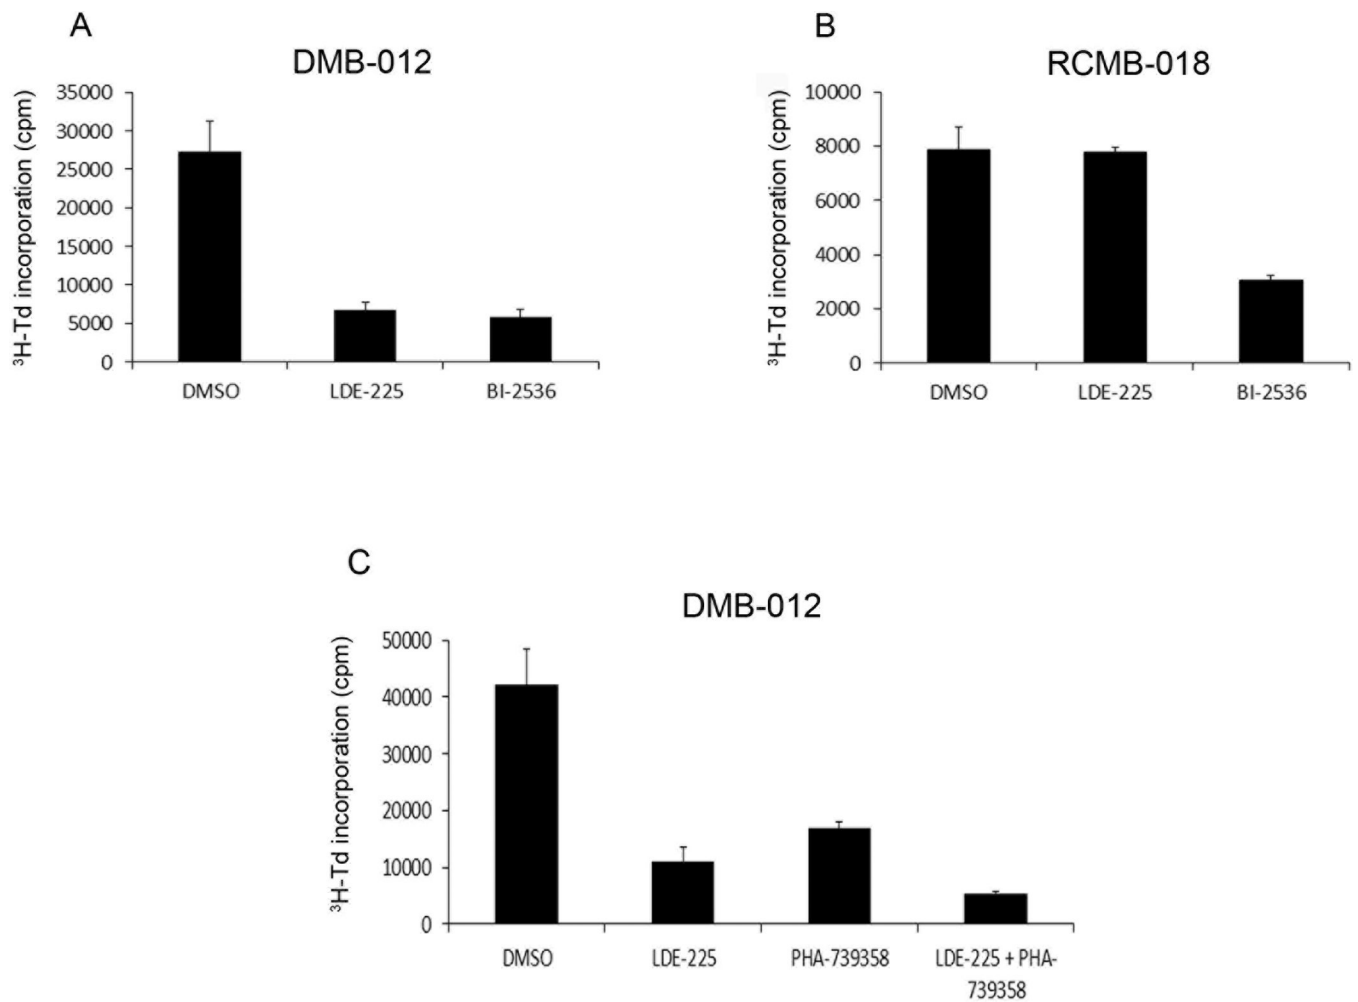 A
DMB-012
³H-Td incorporation (cpm)
35000
30000
25000
20000
15000
10000
5000
0
DMSO LDE-225 BI-2536
B
RCMB-018
³H-Td incorporation (cpm)
10000
8000
6000
4000
2000
0
DMSO LDE-225 BI-2536
C
DMB-012
³H-Td incorporation (cpm)
50000
40000
30000
20000
10000
0
DMSO LDE-225 PHA-739358 LDE-225 + PHA-
739358